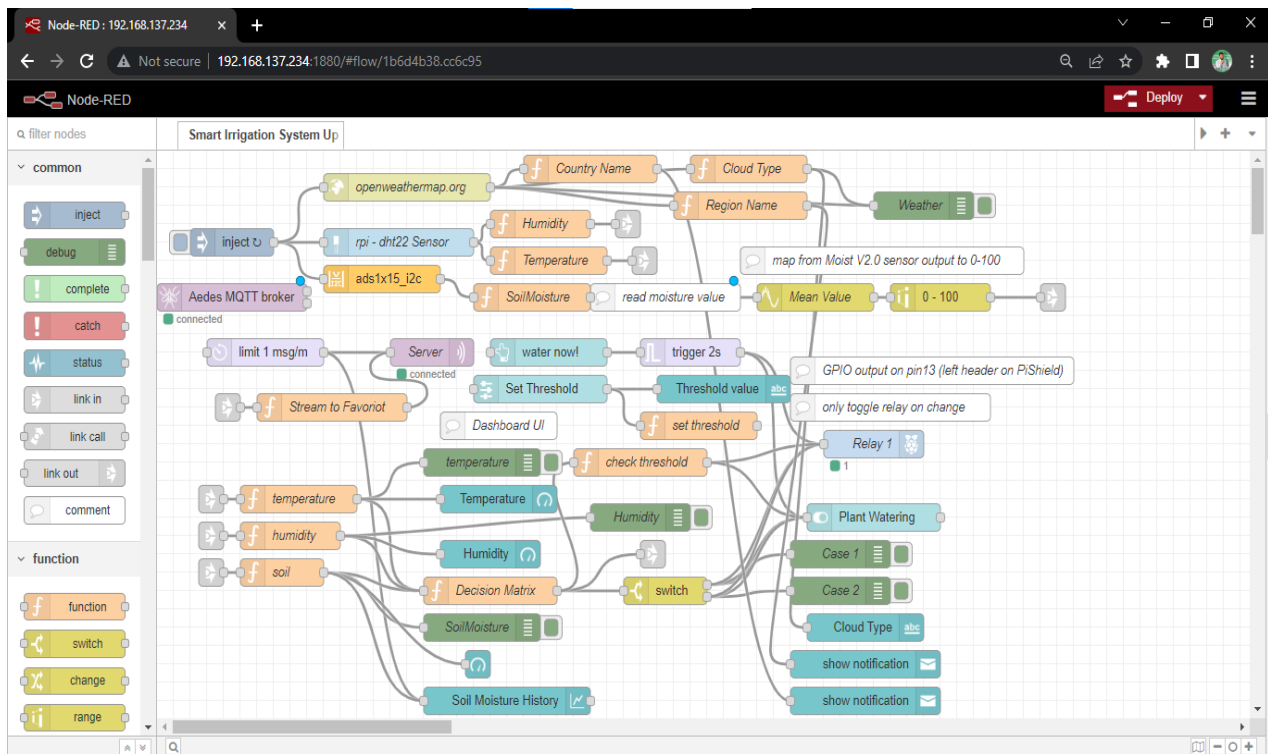 Node-RED : 192.168.137.234
Not secure
192.168.137.234:1880/#flow/1b6d4b38.cc6c95
Node-RED
Deploy
filter nodes
Smart Irrigation System Up
common
inject
debug
complete
catch
status
link in
link call
link out
comment
function
function
switch
change
range
Country Name
Cloud Type
openweathermap.org
Region Name
Weather
Humidity
inject ↻
rpi - dht22 Sensor
Temperature
map from Moist V2.0 sensor output to 0-100
ads1x15_i2c
Aedes MQTT broker
connected
SoilMoisture
read moisture value
Mean Value
0 - 100
limit 1 msg/m
Server
connected
water now!
trigger 2s
GPIO output on pin13 (left header on PiShield)
Set Threshold
Threshold value
abc
Stream to Favoriot
only toggle relay on change
Dashboard UI
set threshold
Relay 1
1
temperature
check threshold
temperature
Temperature
Humidity
Plant Watering
humidity
Humidity
Case 1
soil
Decision Matrix
switch
Case 2
SoilMoisture
Cloud Type
abc
show notification
Soil Moisture History
show notification